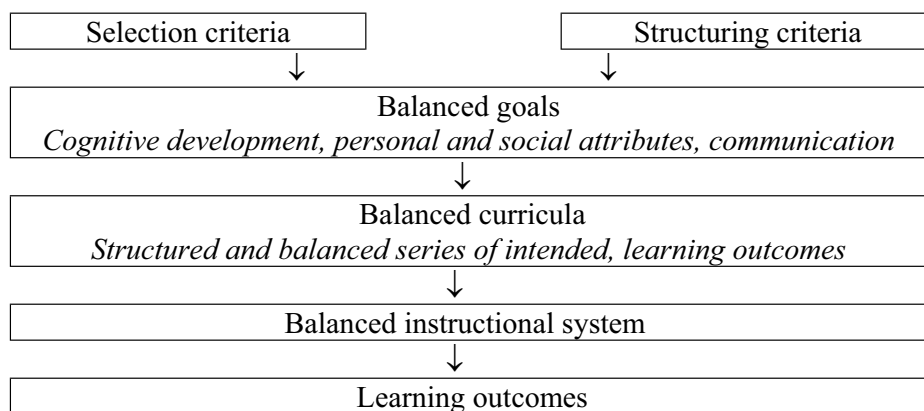 Selection criteria
Structuring criteria
Balanced goals
Cognitive development, personal and social attributes, communication
Balanced curricula
Structured and balanced series of intended, learning outcomes
Balanced instructional system
Learning outcomes